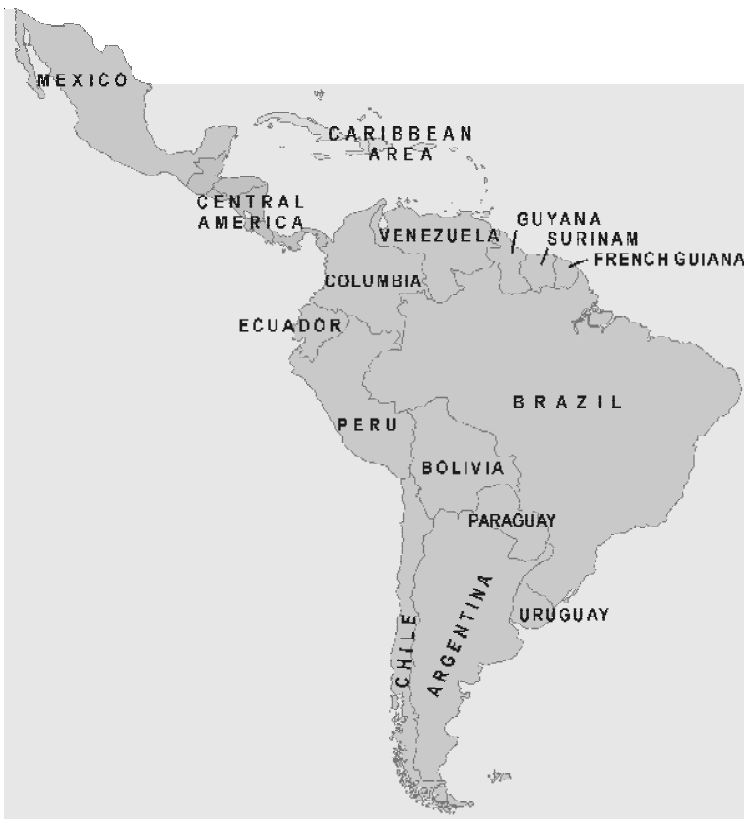 MEXICO
CARIBBEAN
AREA
CENTRAL
AMERICA
GUYANA
VENEZUELA
SURINAM
FRENCH GUIANA
COLUMBIA
ECUADOR
BRAZIL
PERU
BOLIVIA
PARAGUAY
ARGENTINA
URUGUAY
CHILE